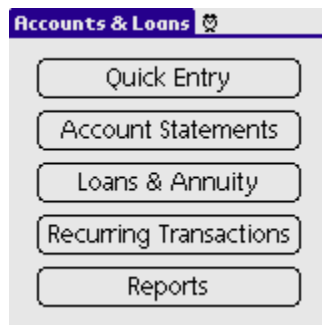 Accounts & Loans
Quick Entry
Account Statements
Loans & Annuity
Recurring Transactions
Reports